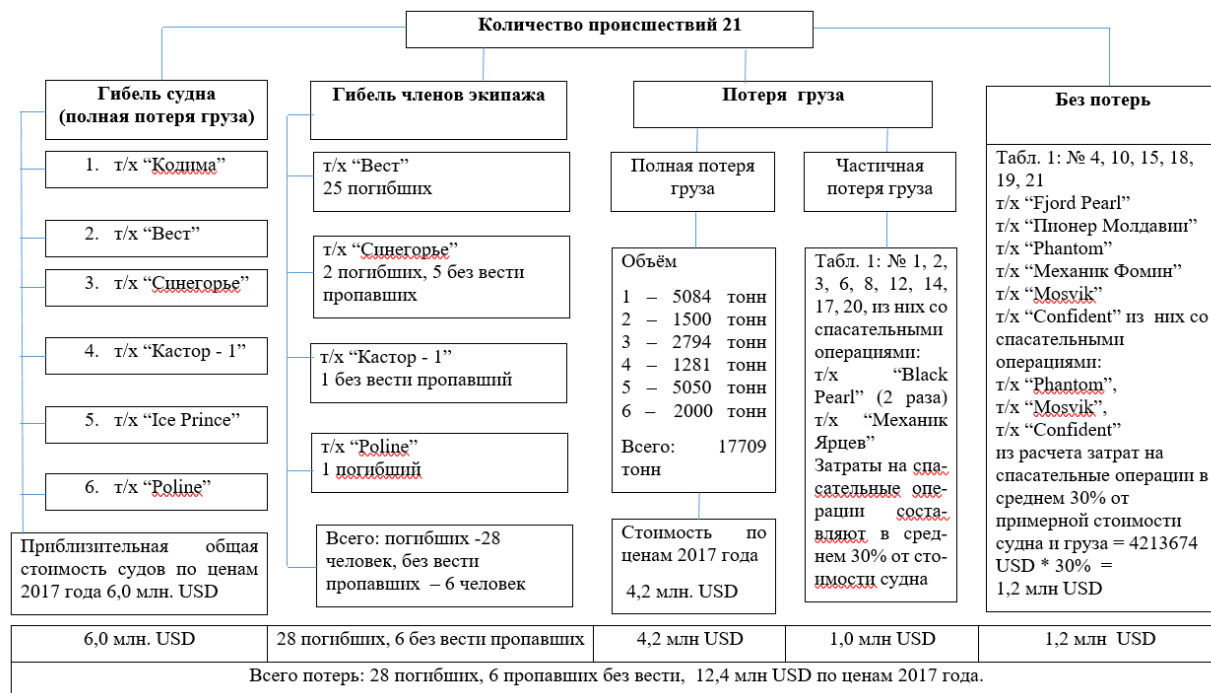 Количество происшествий 21
Гибель судна
(полная потеря груза)
1. т/х “Кодима”
2. т/х “Вест”
3. т/х “Синегорье”
4. т/х “Кастор - 1”
5. т/х “Ice Prince”
6. т/х “Poline”
Приблизительная общая
стоимость судов по ценам
2017 года 6,0 млн. USD
Гибель членов экипажа
т/х “Вест”
25 погибших
т/х “Синегорье”
2 погибших, 5 без вести
пропавших
т/х “Кастор - 1”
1 без вести пропавший
т/х “Poline”
1 погибший
Всего: погибших -28
человек, без вести
пропавших – 6 человек
Потеря груза
Полная потеря
груза
Объём
1 – 5084 тонн
2 – 1500 тонн
3 – 2794 тонн
4 – 1281 тонн
5 – 5050 тонн
6 – 2000 тонн
Всего: 17709
тонн
Стоимость по
ценам 2017 года
4,2 млн. USD
Частичная
потеря груза
Табл. 1: № 1, 2,
3, 6, 8, 12, 14,
17, 20, из них со
спасательными
операциями:
т/х “Black
Pearl” (2 раза)
т/х “Механик
Ярцев”
Затраты на спа-
сательные опе-
рации соста-
вляют в сред-
нем 30% от сто-
имости судна
Без потерь
Табл. 1: № 4, 10, 15, 18,
19, 21
т/х “Fjord Pearl”
т/х “Пионер Молдавии”
т/х “Phantom”
т/х “Механик Фомин”
т/х “Mosvik”
т/х “Confident” из них со
спасательными
операциями:
т/х “Phantom”,
т/х “Mosvik”,
т/х “Confident”
из расчета затрат на
спасательные операции в
среднем 30% от
примерной стоимости
судна и груза = 4213674
USD * 30% =
1,2 млн USD
6,0 млн. USD
28 погибших, 6 без вести пропавших
4,2 млн USD
1,0 млн USD
1,2 млн USD
Всего потерь: 28 погибших, 6 пропавших без вести, 12,4 млн USD по ценам 2017 года.